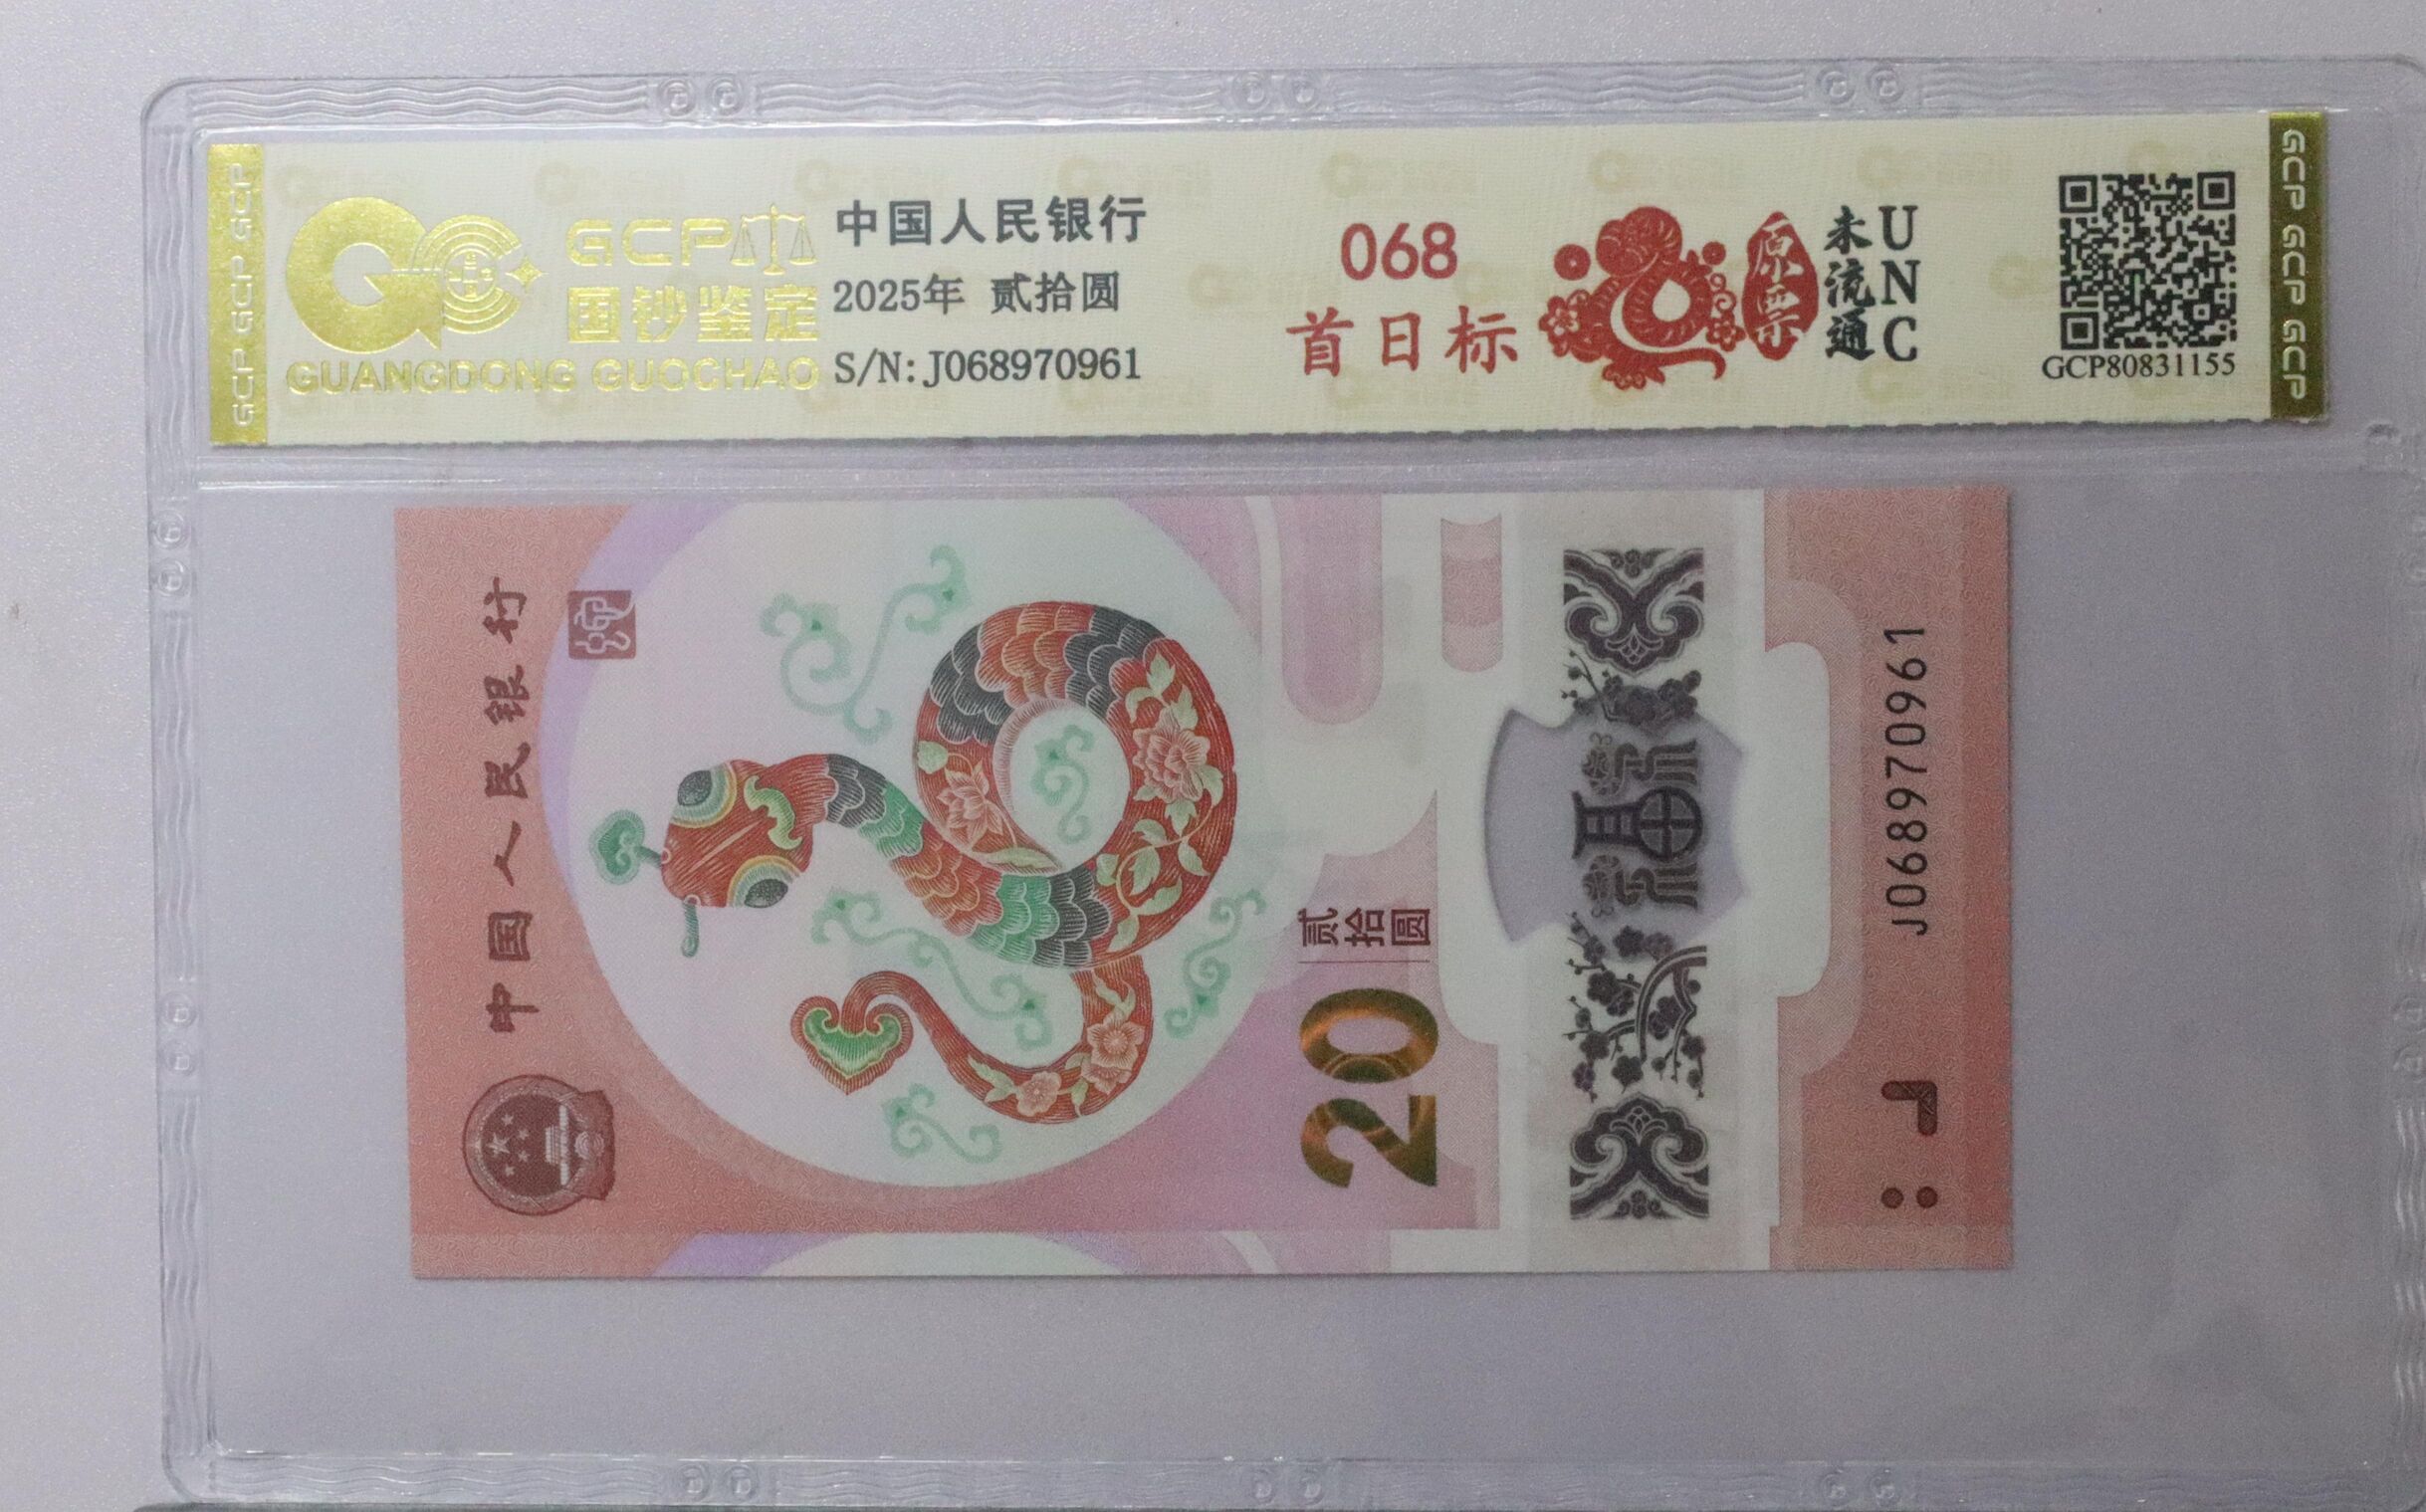 GCP GCP GCP
GCP
国钞鉴定
GUANGDONG GUOCHAO
中国人民银行
2025年 贰拾圆
S/N:J068970961
068
首日标
原票
未流通
UNC
GCP80831155
GCP GCP GCP
中国人民银行
20
贰拾圆
J068970961